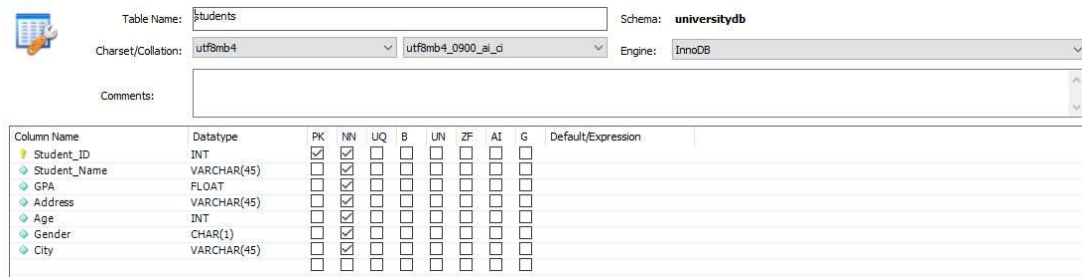 Table Name: students Schema: universitydb
Charset/Collation: utf8mb4 utf8mb4_0900_ai_ci Engine: InnoDB
Comments:
Column Name Datatype PK NN UQ B UN ZF AI G Default/Expression
Student_ID INT
Student_Name VARCHAR(45)
GPA FLOAT
Address VARCHAR(45)
Age INT
Gender CHAR(1)
City VARCHAR(45)